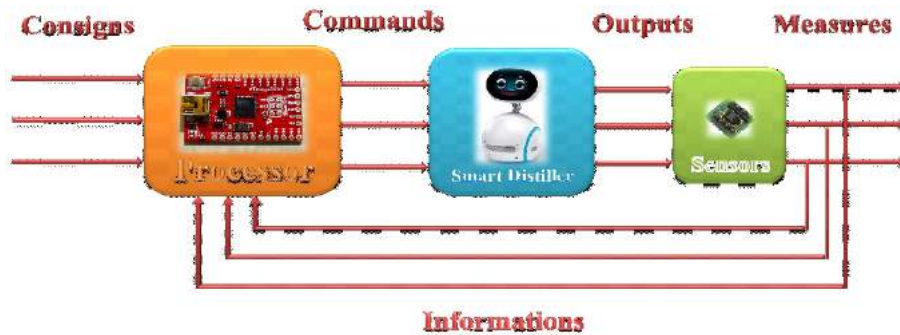 Consigns
Commands
Outputs
Measures
Processor
Smart Distiller
Sensors
Informations